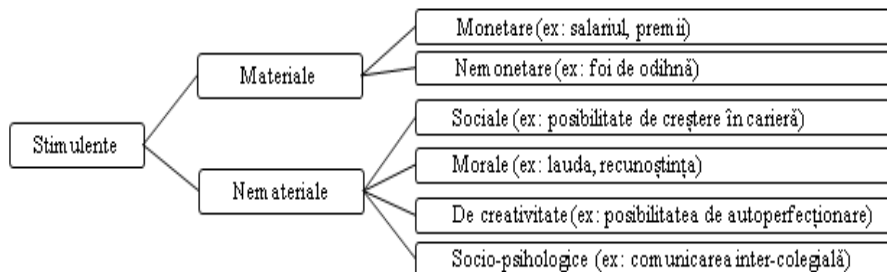 Monetare (ex: salariul, premii)
Materiale
Nemonetare (ex: foi de odihnă)
Sociale (ex: posibilitate de creștere în carieră)
Stimulente
Morale (ex: lauda, recunoștința)
Nemateriale
De creativitate (ex: posibilitatea de autoperfecționare)
Socio-psihologice (ex: comunicarea inter-colegială)